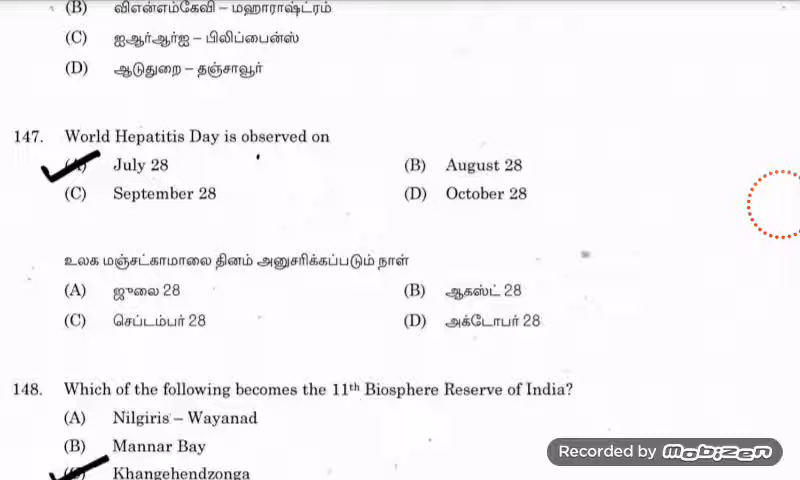 (B) விஎன்எம்கேவி – மஹாராஷ்ட்ரம்
(C) ஐஆர்ஆர்ஐ – பிலிப்பைன்ஸ்
(D) ஆடுதுறை – தஞ்சாவூர்
147. World Hepatitis Day is observed on
(A) July 28 (B) August 28
(C) September 28 (D) October 28
உலக மஞ்சட்காமாலை தினம் அனுசரிக்கப்படும் நாள்
(A) ஜுலை 28 (B) ஆகஸ்ட் 28
(C) செப்டம்பர் 28 (D) அக்டோபர் 28
148. Which of the following becomes the 11th Biosphere Reserve of India?
(A) Nilgiris – Wayanad
(B) Mannar Bay
(C) Khangehendzonga
Recorded by mobizen